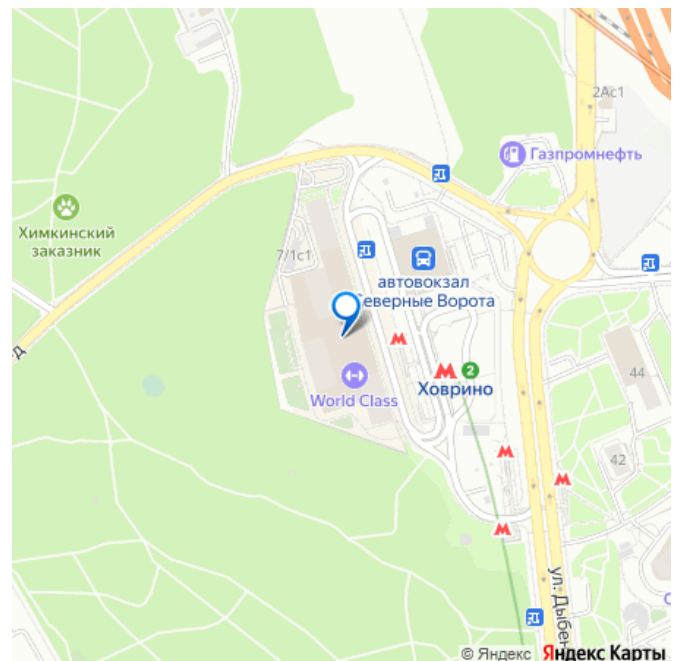 2Ас1
Газпромнефть
Химкинский
заказник
7/1с1
автовокзал
Северные Ворота
World Class
2
Ховрино
44
42
ул. Дыбен
© Яндекс Яндекс Карты